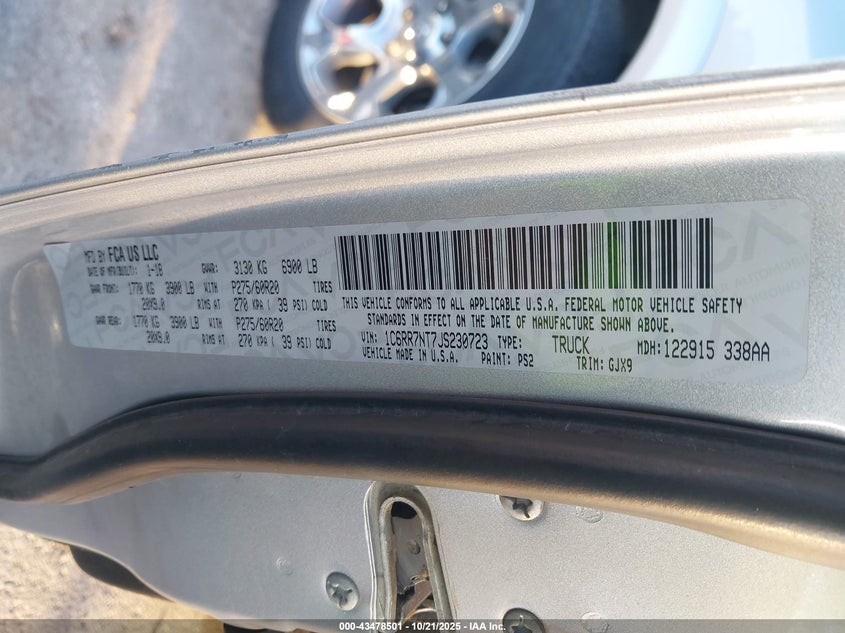 MFD BY FCA US LLC
DATE OF MFR(BUILT): 1-18 GVWR: 3130 KG 6900 LB
GAWR FRONT: 1770 KG 3900 LB WITH P275/60R20 TIRES
20X9.0 RIMS AT 270 KPA ( 39 PSI) COLD
GAWR REAR: 1770 KG 3900 LB WITH P275/60R20 TIRES
20X9.0 RIMS AT 270 KPA ( 39 PSI) COLD
THIS VEHICLE CONFORMS TO ALL APPLICABLE U.S.A. FEDERAL MOTOR VEHICLE SAFETY
STANDARDS IN EFFECT ON THE DATE OF MANUFACTURE SHOWN ABOVE.
VIN: 1C6RR7NT7JS230723 TYPE: TRUCK MDH: 122915 338AA
VEHICLE MADE IN U.S.A. PAINT: PS2 TRIM: GJX9
000-43478501 - 10/21/2025 - IAA Inc.